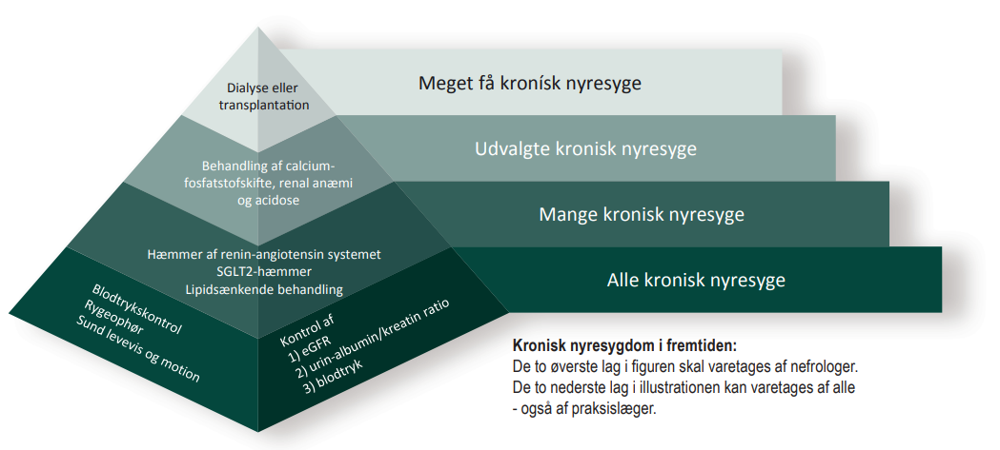 Dialyse eller
transplantation
Meget få kronísk nyresyge
Behandling af calcium-
fosfatstofskifte, renal anæmi
og acidose
Udvalgte kronisk nyresyge
Hæmmer af renin-angiotensin systemet
SGLT2-hæmmer
Lipidsænkende behandling
Mange kronisk nyresyge
Blodtrykskontrol
Rygeophør
Sund levevis og motion
Kontrol af
1) eGFR
2) urin-albumin/kreatin ratio
3) blodtryk
Alle kronisk nyresyge
Kronisk nyresygdom i fremtiden:
De to øverste lag i figuren skal varetages af nefrologer.
De to nederste lag i illustrationen kan varetages af alle
- også af praksislæger.